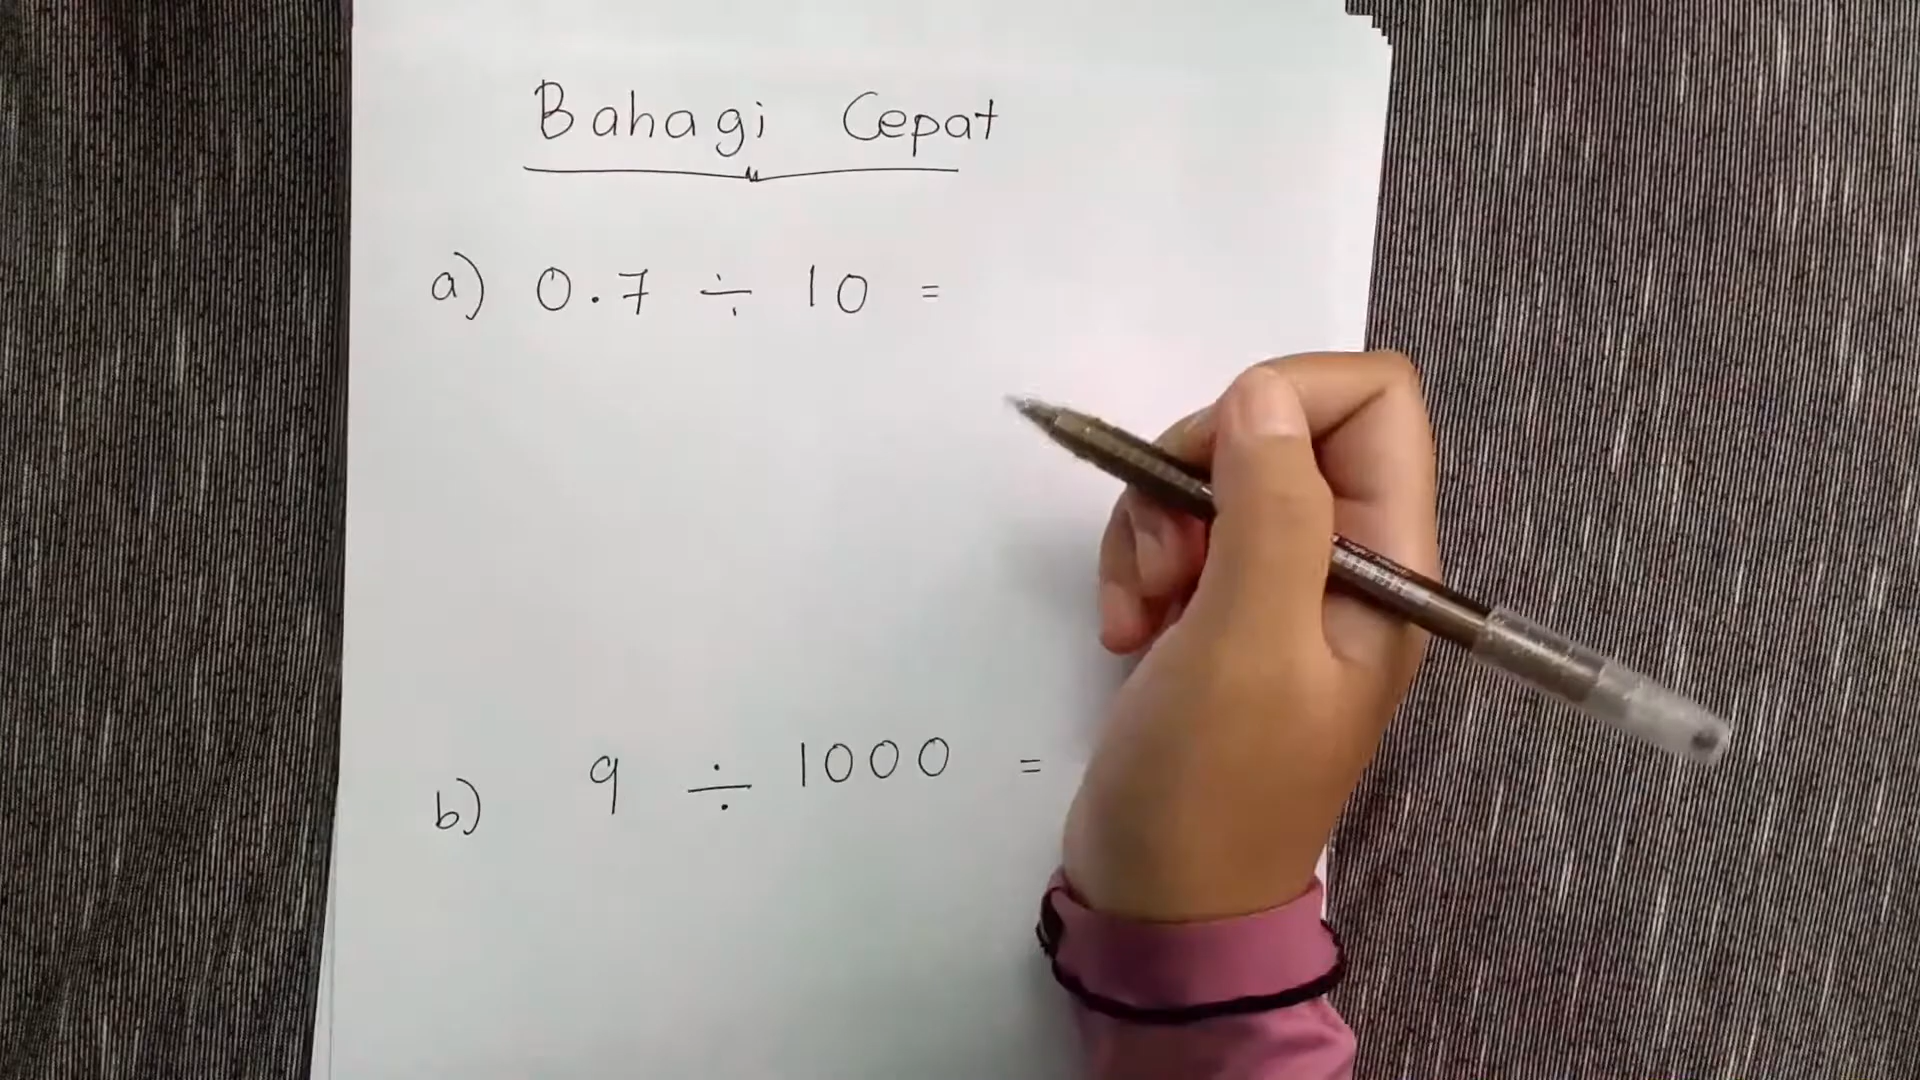 Bahagi Cepat
a) 0.7 ÷ 10 =
b) 9 ÷ 1000 =